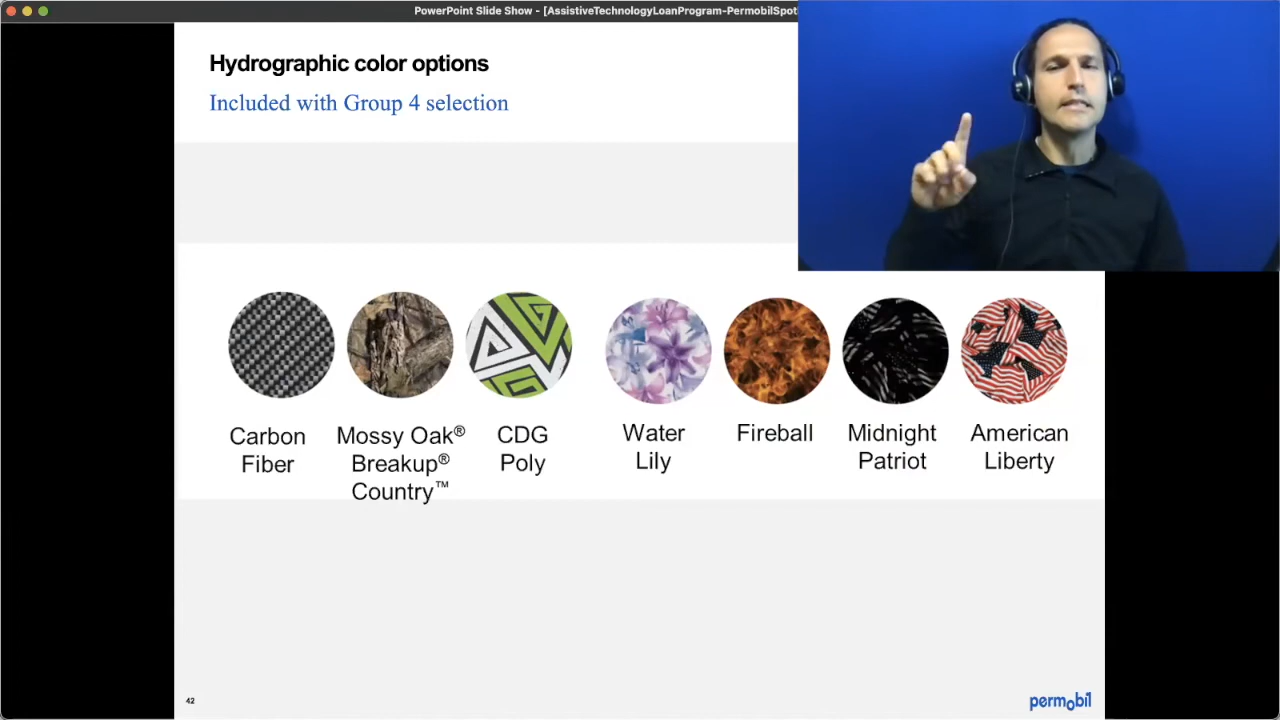 PowerPoint Slide Show - [AssistiveTechnologyLoanProgram-PermobilSpot
Hydrographic color options
Included with Group 4 selection
Carbon
Fiber
Mossy Oak®
Breakup®
Country™
CDG
Poly
Water
Lily
Fireball
Midnight
Patriot
American
Liberty
42
permobil